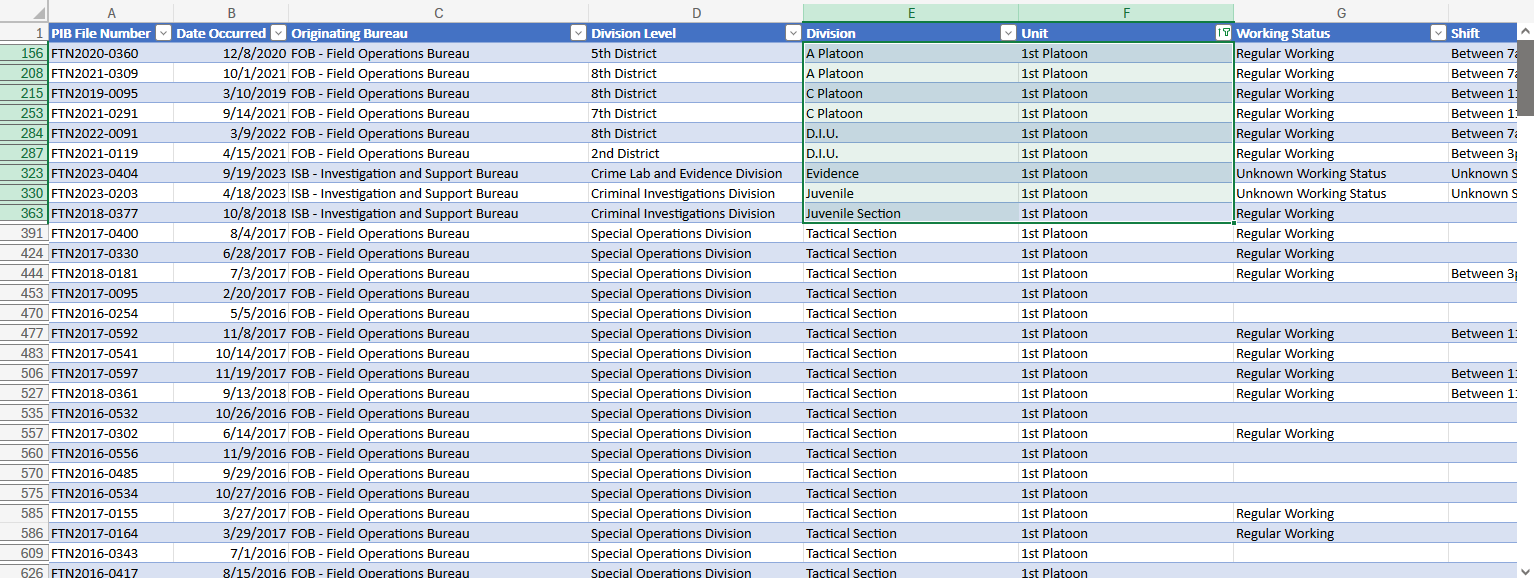 A B C D E F G
1 PIB File Number Date Occurred Originating Bureau Division Level Division Unit Working Status Shift
156 FTN2020-0360 12/8/2020 FOB - Field Operations Bureau 5th District A Platoon 1st Platoon Regular Working Between 7a
208 FTN2021-0309 10/1/2021 FOB - Field Operations Bureau 8th District A Platoon 1st Platoon Regular Working Between 7a
215 FTN2019-0095 3/10/2019 FOB - Field Operations Bureau 8th District C Platoon 1st Platoon Regular Working Between 11
253 FTN2021-0291 9/14/2021 FOB - Field Operations Bureau 7th District C Platoon 1st Platoon Regular Working Between 11
284 FTN2022-0091 3/9/2022 FOB - Field Operations Bureau 8th District D.I.U. 1st Platoon Regular Working Between 7a
287 FTN2021-0119 4/15/2021 FOB - Field Operations Bureau 2nd District D.I.U. 1st Platoon Regular Working Between 3p
323 FTN2023-0404 9/19/2023 ISB - Investigation and Support Bureau Crime Lab and Evidence Division Evidence 1st Platoon Unknown Working Status Unknown S
330 FTN2023-0203 4/18/2023 ISB - Investigation and Support Bureau Criminal Investigations Division Juvenile 1st Platoon Unknown Working Status Unknown S
363 FTN2018-0377 10/8/2018 ISB - Investigation and Support Bureau Criminal Investigations Division Juvenile Section 1st Platoon Regular Working
391 FTN2017-0400 8/4/2017 FOB - Field Operations Bureau Special Operations Division Tactical Section 1st Platoon Regular Working
424 FTN2017-0330 6/28/2017 FOB - Field Operations Bureau Special Operations Division Tactical Section 1st Platoon Regular Working
444 FTN2018-0181 7/3/2017 FOB - Field Operations Bureau Special Operations Division Tactical Section 1st Platoon Regular Working Between 3p
453 FTN2017-0095 2/20/2017 FOB - Field Operations Bureau Special Operations Division Tactical Section 1st Platoon
470 FTN2016-0254 5/5/2016 FOB - Field Operations Bureau Special Operations Division Tactical Section 1st Platoon
477 FTN2017-0592 11/8/2017 FOB - Field Operations Bureau Special Operations Division Tactical Section 1st Platoon Regular Working Between 11
483 FTN2017-0541 10/14/2017 FOB - Field Operations Bureau Special Operations Division Tactical Section 1st Platoon Regular Working
506 FTN2017-0597 11/19/2017 FOB - Field Operations Bureau Special Operations Division Tactical Section 1st Platoon Regular Working Between 11
527 FTN2018-0361 9/13/2018 FOB - Field Operations Bureau Special Operations Division Tactical Section 1st Platoon Regular Working Between 11
535 FTN2016-0532 10/26/2016 FOB - Field Operations Bureau Special Operations Division Tactical Section 1st Platoon
557 FTN2017-0302 6/14/2017 FOB - Field Operations Bureau Special Operations Division Tactical Section 1st Platoon Regular Working
560 FTN2016-0556 11/9/2016 FOB - Field Operations Bureau Special Operations Division Tactical Section 1st Platoon
570 FTN2016-0485 9/29/2016 FOB - Field Operations Bureau Special Operations Division Tactical Section 1st Platoon
575 FTN2016-0534 10/27/2016 FOB - Field Operations Bureau Special Operations Division Tactical Section 1st Platoon
585 FTN2017-0155 3/27/2017 FOB - Field Operations Bureau Special Operations Division Tactical Section 1st Platoon Regular Working
586 FTN2017-0164 3/29/2017 FOB - Field Operations Bureau Special Operations Division Tactical Section 1st Platoon Regular Working
609 FTN2016-0343 7/1/2016 FOB - Field Operations Bureau Special Operations Division Tactical Section 1st Platoon
626 FTN2016-0417 8/15/2016 FOB - Field Operations Bureau Special Operations Division Tactical Section 1st Platoon